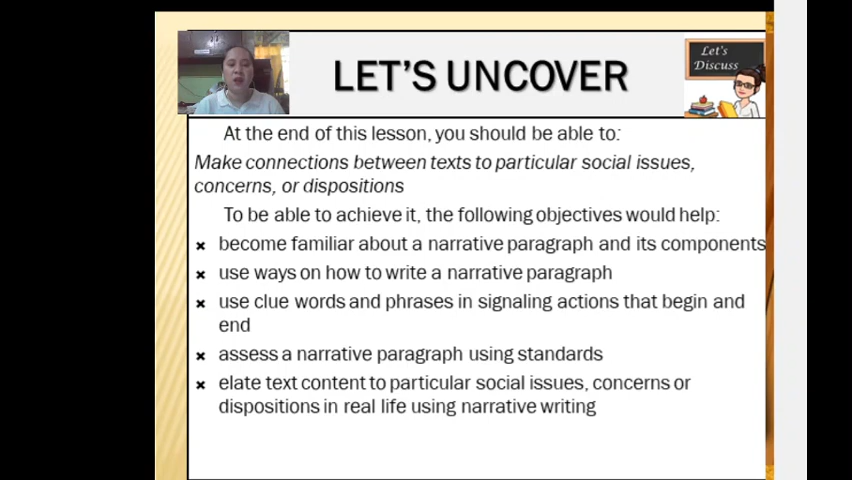 LET'S UNCOVER
Let's
Discuss
At the end of this lesson, you should be able to:
Make connections between texts to particular social issues,
concerns, or dispositions
To be able to achieve it, the following objectives would help:
× become familiar about a narrative paragraph and its components
× use ways on how to write a narrative paragraph
× use clue words and phrases in signaling actions that begin and
end
× assess a narrative paragraph using standards
× elate text content to particular social issues, concerns or
dispositions in real life using narrative writing